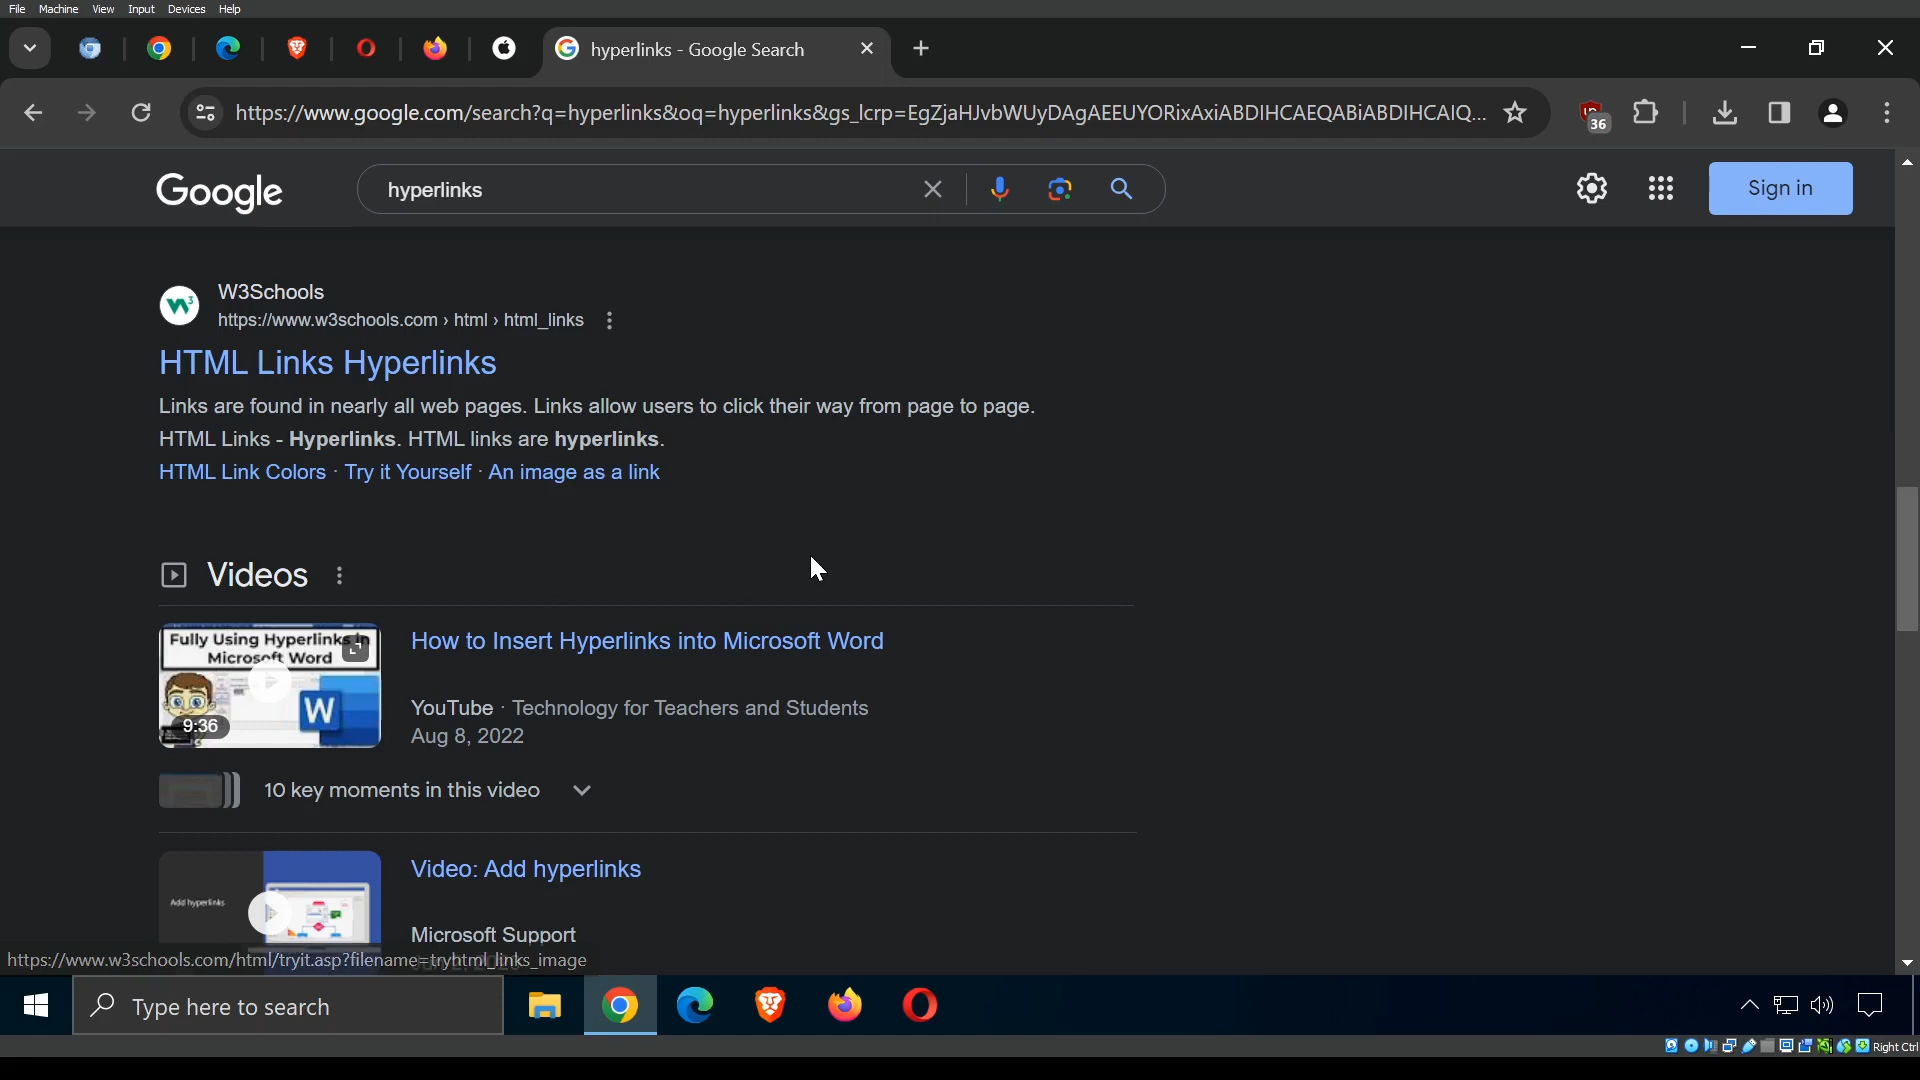 File Machine View Input Devices Help
hyperlinks - Google Search
https://www.google.com/search?q=hyperlinks&oq=hyperlinks&gs_lcrp=EgZjaHJvbWUyDAgAEEUYORixAxiABDIHCAEQABiABDIHCAIQ...
36
Google
hyperlinks
Sign in
W3Schools
https://www.w3schools.com › html › html_links
HTML Links Hyperlinks
Links are found in nearly all web pages. Links allow users to click their way from page to page.
HTML Links - Hyperlinks. HTML links are hyperlinks.
HTML Link Colors · Try it Yourself · An image as a link
Videos
Fully Using Hyperlinks in
Microsoft Word
W
9:36
How to Insert Hyperlinks into Microsoft Word
YouTube · Technology for Teachers and Students
Aug 8, 2022
10 key moments in this video
Add hyperlinks
Video: Add hyperlinks
Microsoft Support
https://www.w3schools.com/html/tryit.asp?filename=tryhtml_links_image
Type here to search
Right Ctrl